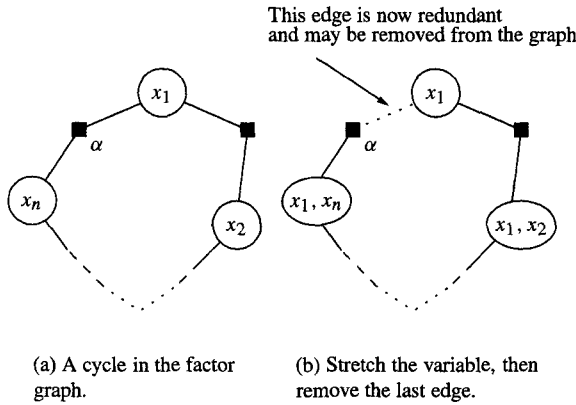 This edge is now redundant
and may be removed from the graph
x1
α
xn
x2
x1
α
x1, xn
x1, x2
(a) A cycle in the factor
graph.
(b) Stretch the variable, then
remove the last edge.